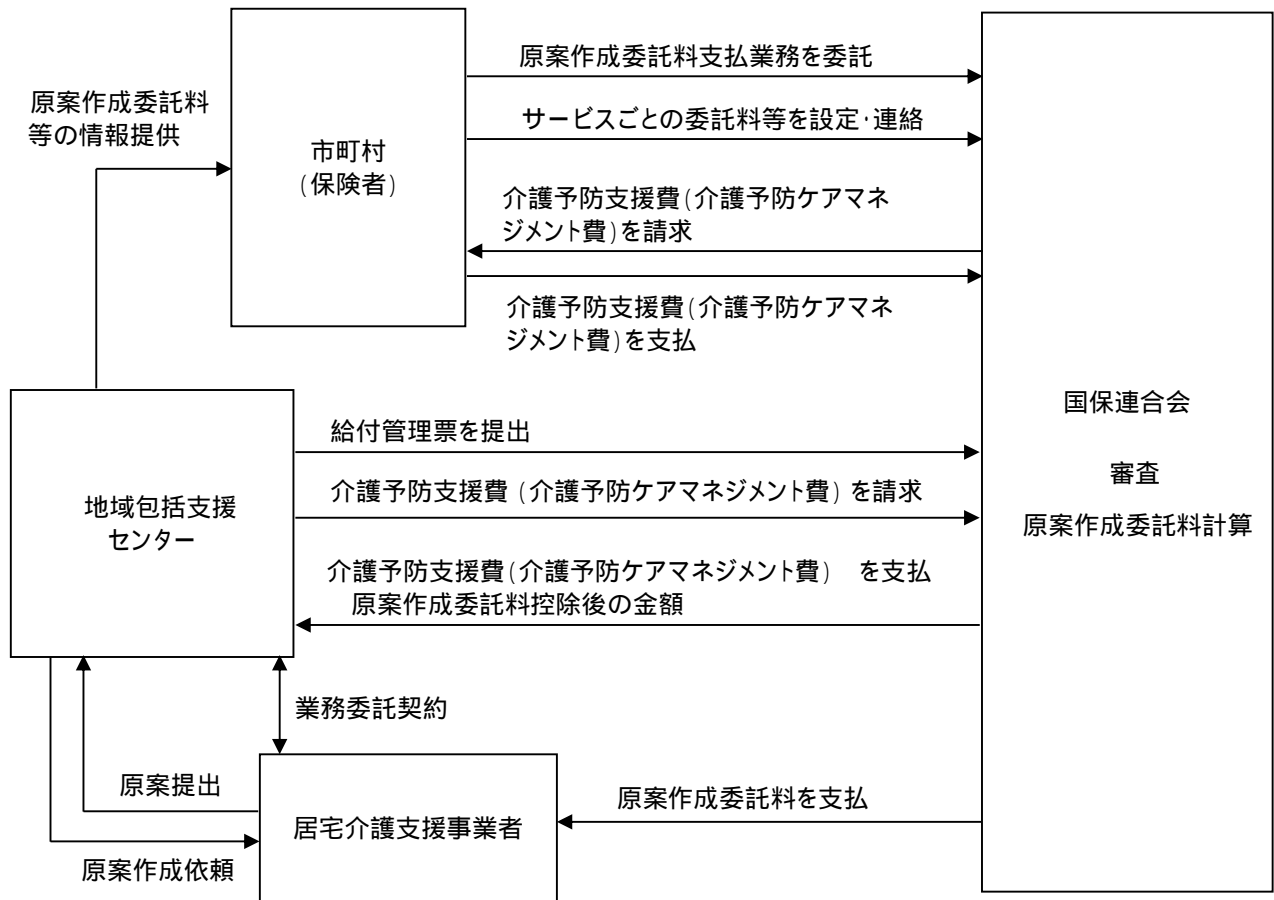 原案作成委託料支払業務を委託
原案作成委託料
等の情報提供
サービスごとの委託料等を設定・連絡
市町村
(保険者)
介護予防支援費(介護予防ケアマネ
ジメント費)を請求
介護予防支援費(介護予防ケアマネ
ジメント費)を支払
国保連合会
審査
原案作成委託料計算
給付管理票を提出
地域包括支援
センター
介護予防支援費 (介護予防ケアマネジメント費) を請求
介護予防支援費(介護予防ケアマネジメント費) を支払
原案作成委託料控除後の金額
業務委託契約
原案提出
居宅介護支援事業者
原案作成委託料を支払
原案作成依頼